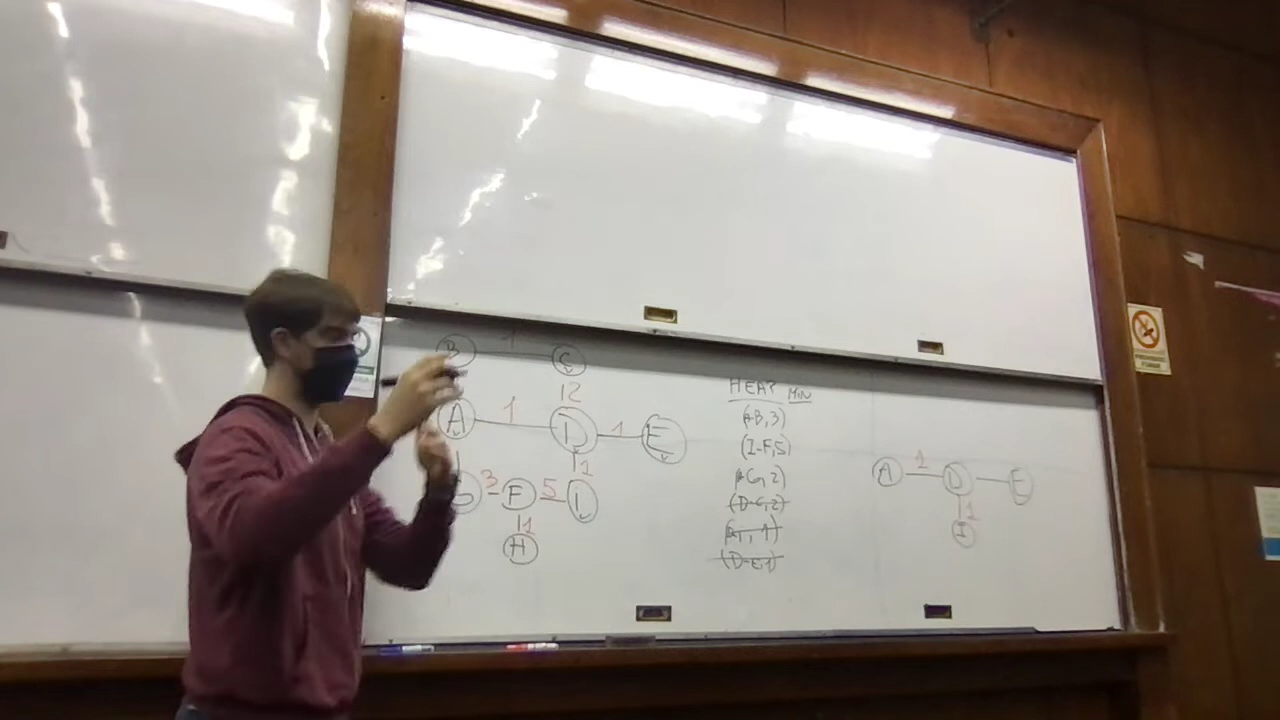 B 1 C
12
A 1 D 1 E
1
3 F 5 I
1
H
HEAP MIN
(A-B,3)
(I-F,5)
(A-G,2)
(D-C,2)
(D-E,1)
A 1 D E
1
I